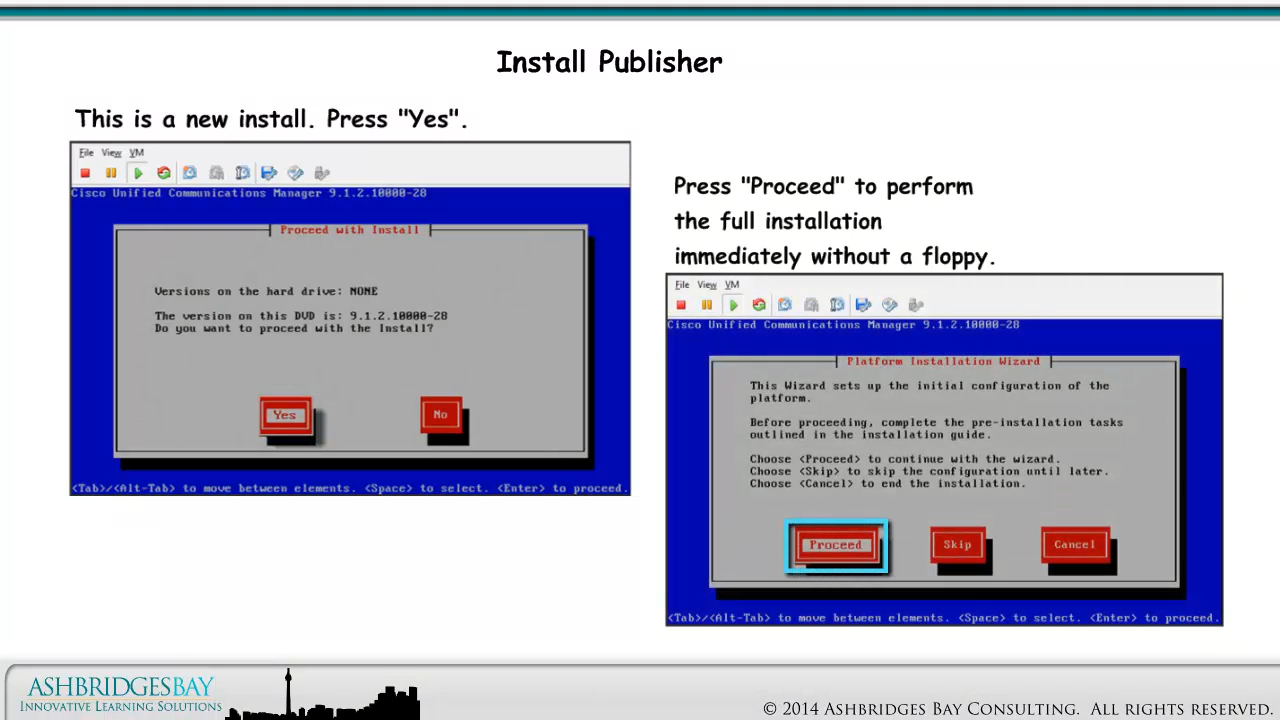 Install Publisher
This is a new install. Press "Yes".
File View VM
Cisco Unified Communications Manager 9.1.2.10000-28
Proceed with Install
Versions on the hard drive: NONE
The version on this DVD is: 9.1.2.10000-28
Do you want to proceed with the Install?
Yes No
<Tab>/<Alt-Tab> to move between elements. <Space> to select. <Enter> to proceed.
Press "Proceed" to perform
the full installation
immediately without a floppy.
File View VM
Cisco Unified Communications Manager 9.1.2.10000-28
Platform Installation Wizard
This Wizard sets up the initial configuration of the
platform.
Before proceeding, complete the pre-installation tasks
outlined in the installation guide.
Choose <Proceed> to continue with the wizard.
Choose <Skip> to skip the configuration until later.
Choose <Cancel> to end the installation.
Proceed Skip Cancel
<Tab>/<Alt-Tab> to move between elements. <Space> to select. <Enter> to proceed.
ASHBRIDGESBAY
INNOVATIVE LEARNING SOLUTIONS
© 2014 ASHBRIDGES BAY CONSULTING. ALL RIGHTS RESERVED.